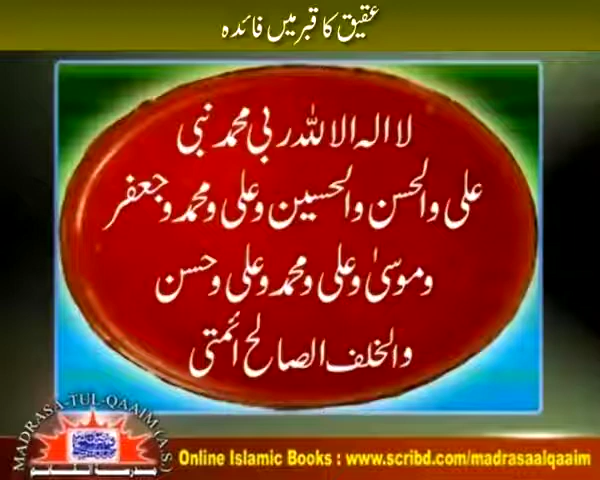 عقیق کا قبر میں فائدہ
لا الہ الا اللہ ربی محمد نبی
علی والحسن والحسین وعلی ومحمد وجعفر
وموسیٰ وعلی ومحمد وعلی وحسن
والخلف الصالح ائمتی
MADRASA-TUL-QAAIM (A.S)
Online Islamic Books : www.scribd.com/madrasaalqaaim